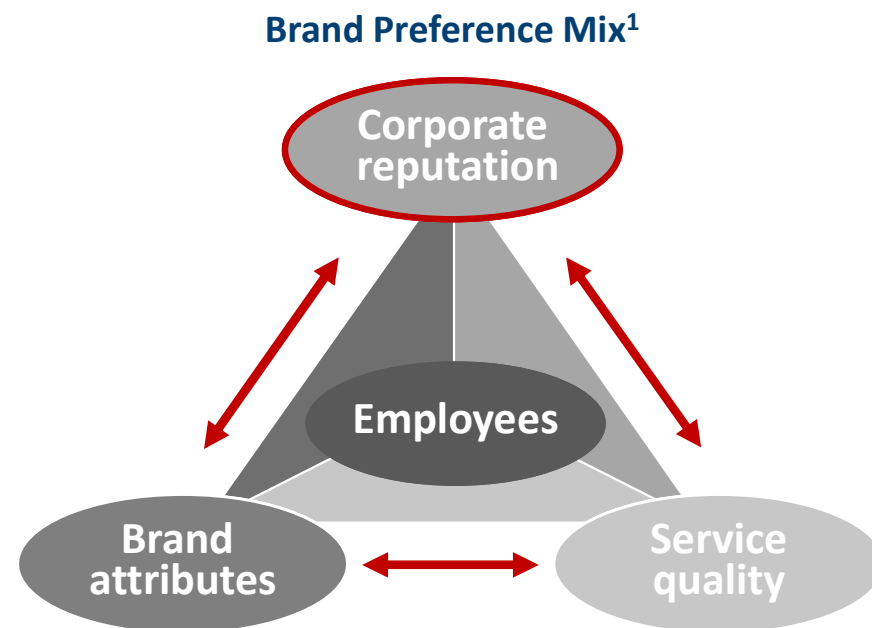 Brand Preference Mix¹
Corporate
reputation
Employees
Brand
attributes
Service
quality